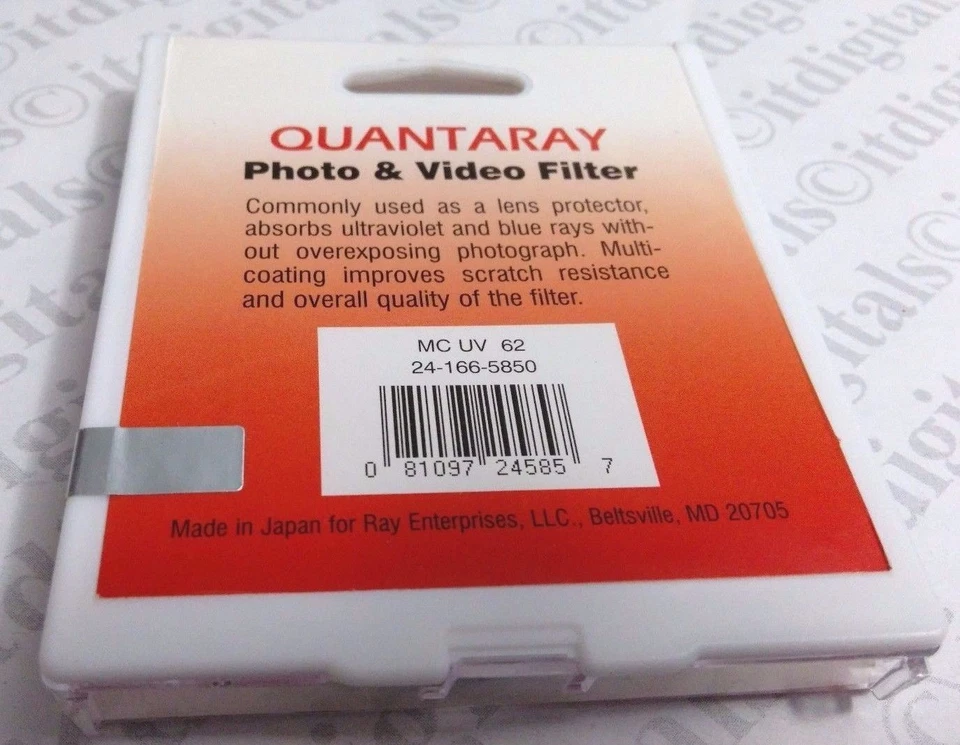 QUANTARAY
Photo & Video Filter
Commonly used as a lens protector,
absorbs ultraviolet and blue rays with-
out overexposing photograph. Multi-
coating improves scratch resistance
and overall quality of the filter.
MC UV 62
24-166-5850
0 81097 24585 7
Made in Japan for Ray Enterprises, LLC., Beltsville, MD 20705
©itdigitals©itdigitals